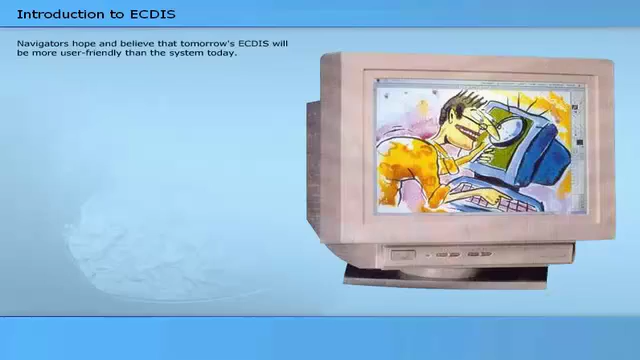 Introduction to ECDIS
Navigators hope and believe that tomorrow's ECDIS will
be more user-friendly than the system today.